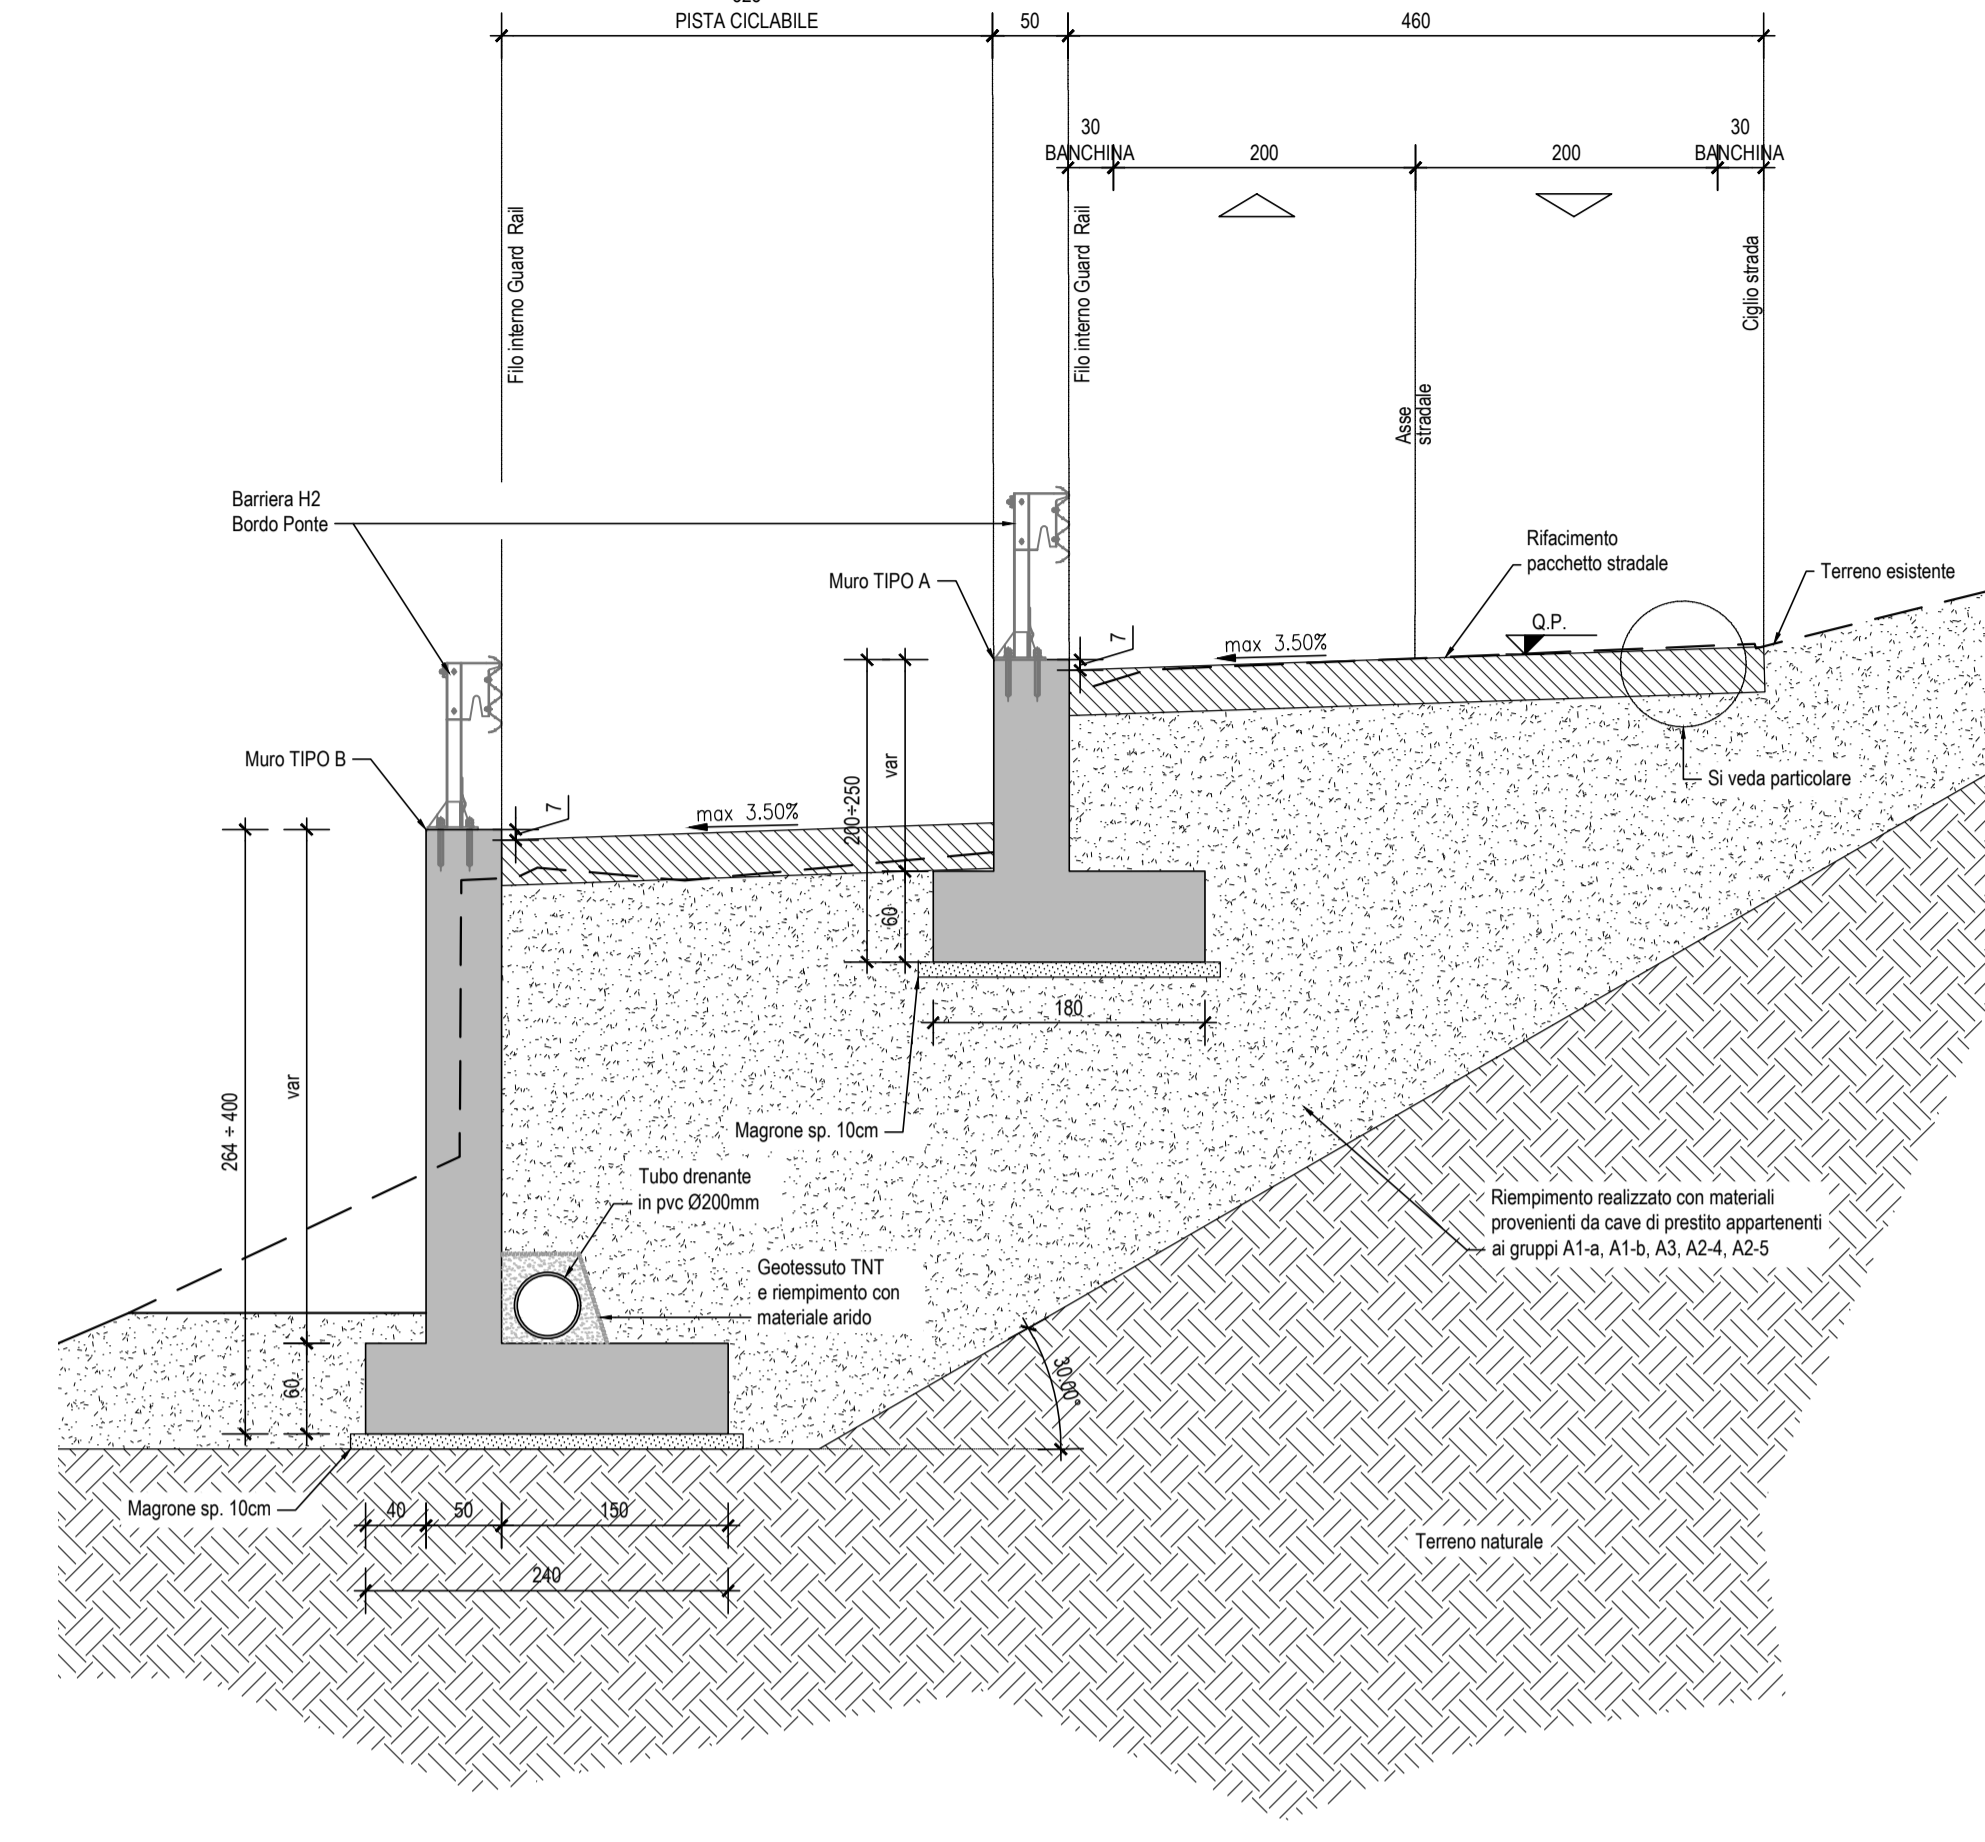 PISTA CICLABILE
50
460
30
BANCHINA
200
200
30
BANCHINA
Filo interno Guard Rail
Filo interno Guard Rail
Asse
stradale
Ciglio strada
Barriera H2
Bordo Ponte
Muro TIPO A
Rifacimento
pacchetto stradale
Terreno esistente
Q.P.
7
max 3.50%
Muro TIPO B
Si veda particolare
7
max 3.50%
200÷250
var
60
180
264 ÷ 400
var
60
Magrone sp. 10cm
Tubo drenante
in pvc Ø200mm
Geotessuto TNT
e riempimento con
materiale arido
Riempimento realizzato con materiali
provenienti da cave di prestito appartenenti
ai gruppi A1-a, A1-b, A3, A2-4, A2-5
30.00°
Magrone sp. 10cm
40
50
150
240
Terreno naturale